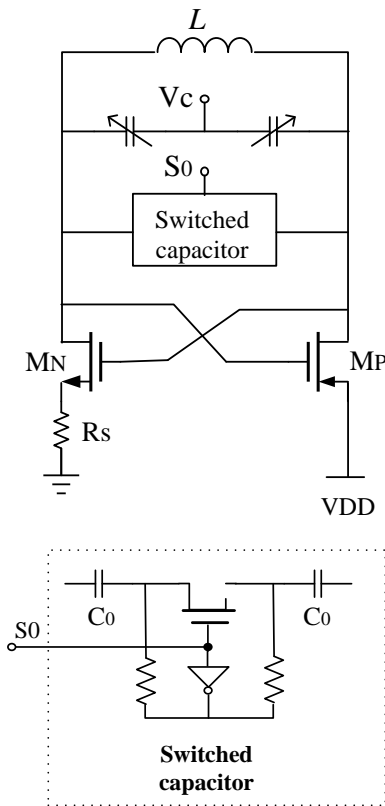 L
Vc
S0
Switched
capacitor
MN
MP
Rs
VDD
C0
C0
S0
Switched
capacitor